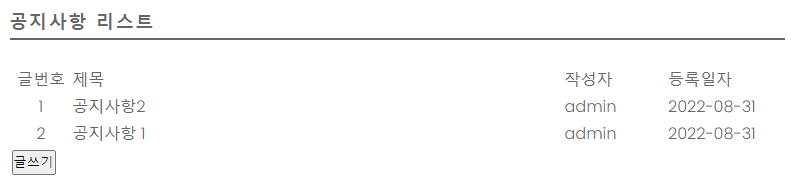 공지사항 리스트
글번호 제목 작성자 등록일자
1 공지사항2 admin 2022-08-31
2 공지사항 1 admin 2022-08-31
글쓰기